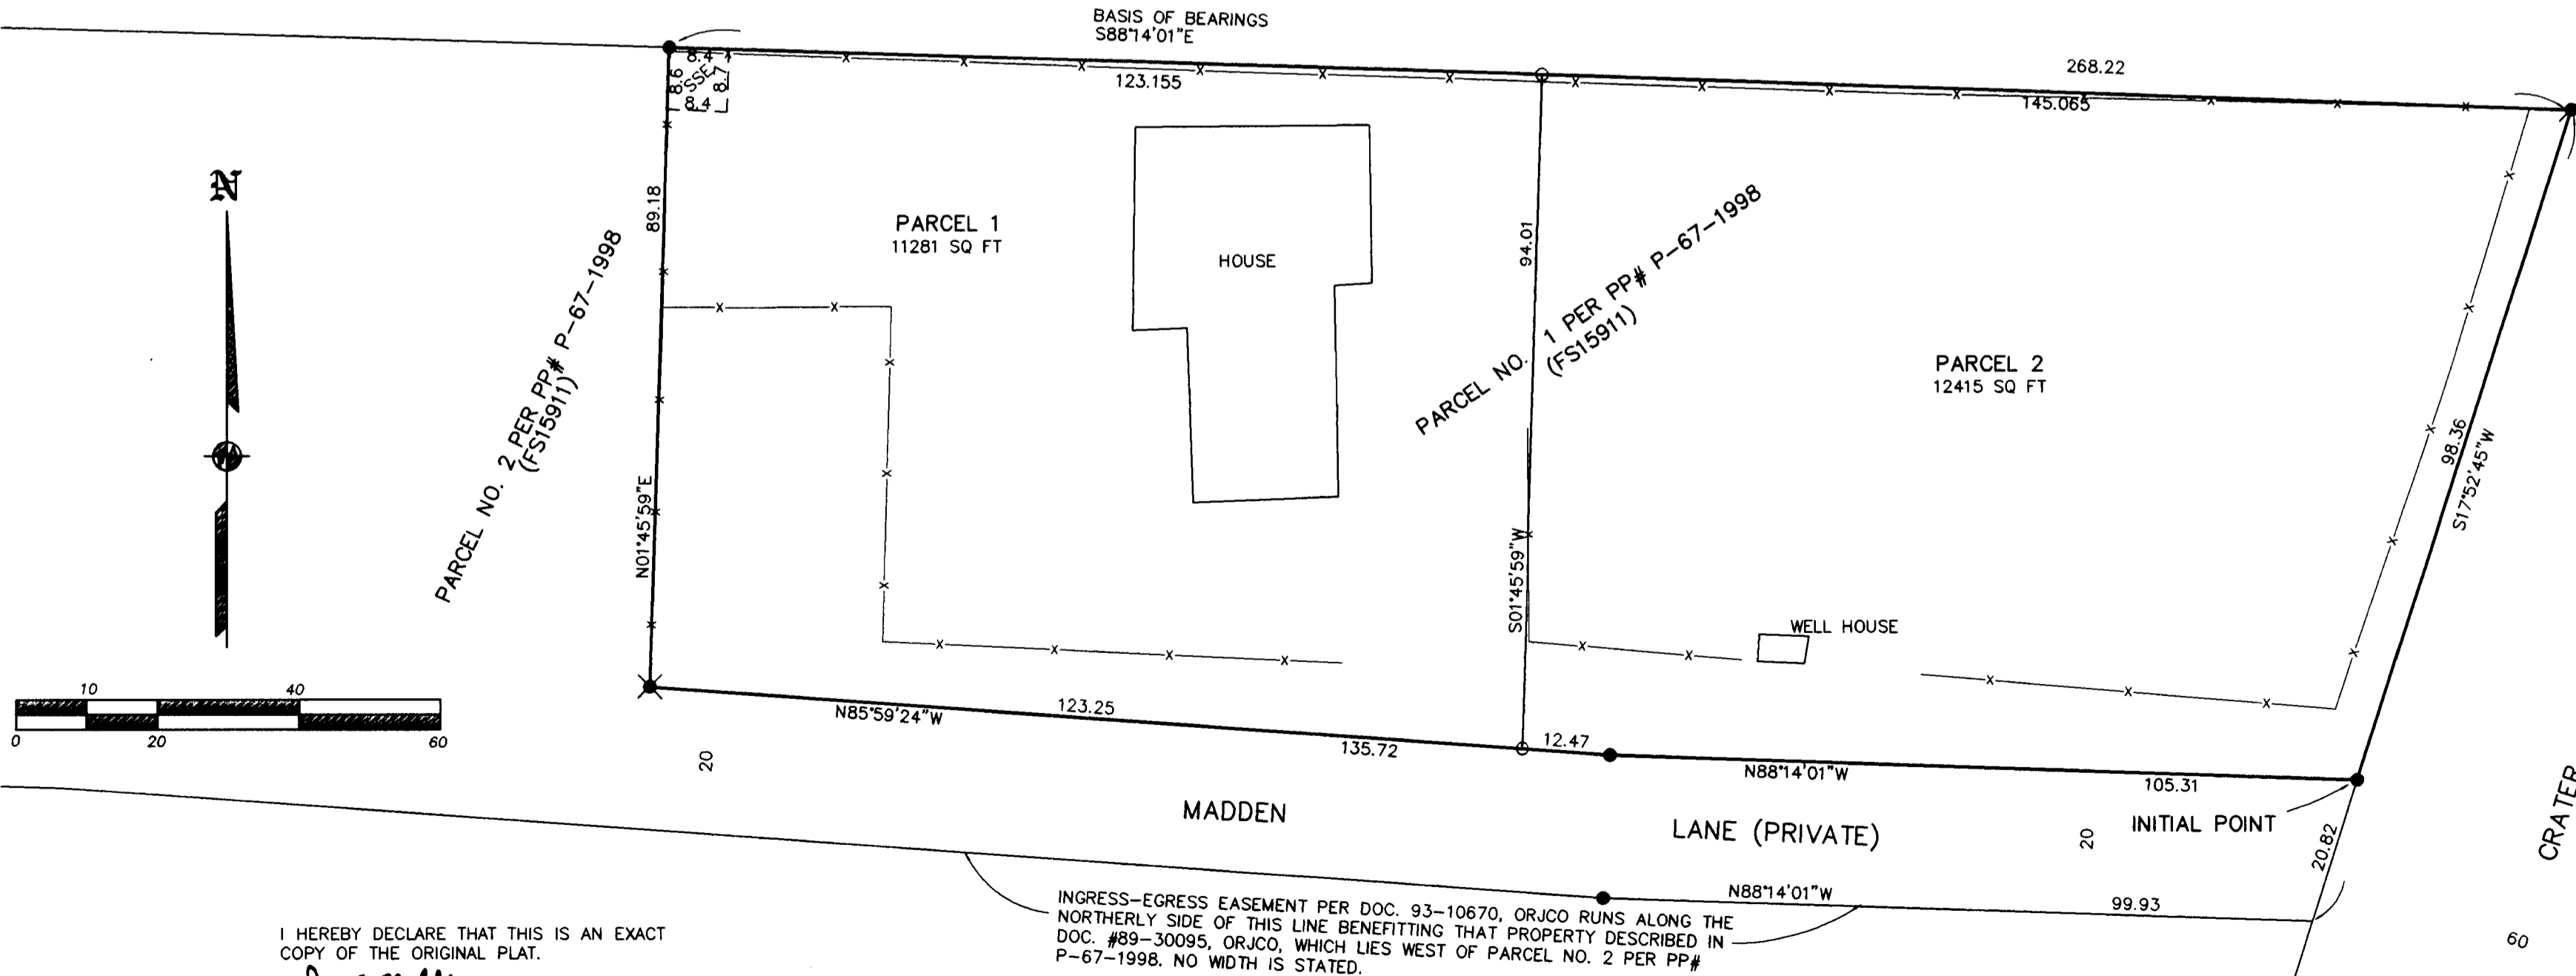 BASIS OF BEARINGS
S88°14'01"E
268.22
123.155
145.065
8.4
8.6
SSE
8.7
8.4
N
89.18
PARCEL 1
11281 SQ FT
HOUSE
94.01
PARCEL NO. 2 PER PP# P-67-1998
(FS15911)
PARCEL NO. 1 PER PP# P-67-1998
(FS15911)
PARCEL 2
12415 SQ FT
98.36
S17°52'45"W
N01°45'59"E
S01°45'59"W
WELL HOUSE
10
40
0
20
60
N85°59'24"W
123.25
135.72
12.47
N88°14'01"W
105.31
20
MADDEN
LANE (PRIVATE)
20
INITIAL POINT
20.82
CRATER
N88°14'01"W
99.93
60
INGRESS-EGRESS EASEMENT PER DOC. 93-10670, ORJCO RUNS ALONG THE
NORTHERLY SIDE OF THIS LINE BENEFITTING THAT PROPERTY DESCRIBED IN
DOC. #89-30095, ORJCO, WHICH LIES WEST OF PARCEL NO. 2 PER PP#
P-67-1998. NO WIDTH IS STATED.
I HEREBY DECLARE THAT THIS IS AN EXACT
COPY OF THE ORIGINAL PLAT.